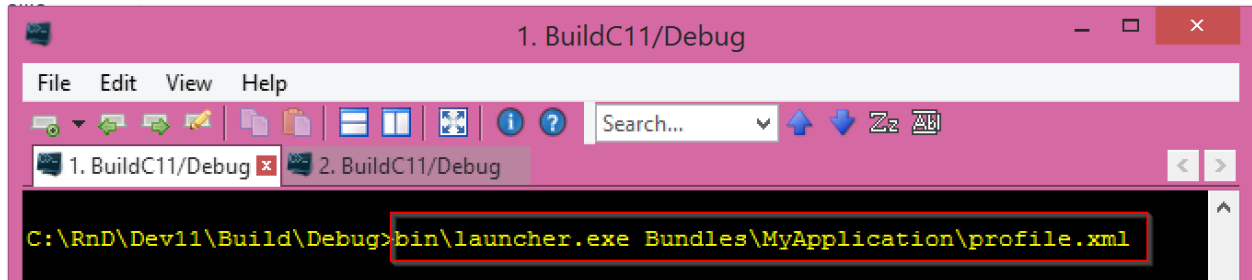 1. BuildC11/Debug
File Edit View Help
Search...
1. BuildC11/Debug 2. BuildC11/Debug
C:\RnD\Dev11\Build\Debug>bin\launcher.exe Bundles\MyApplication\profile.xml